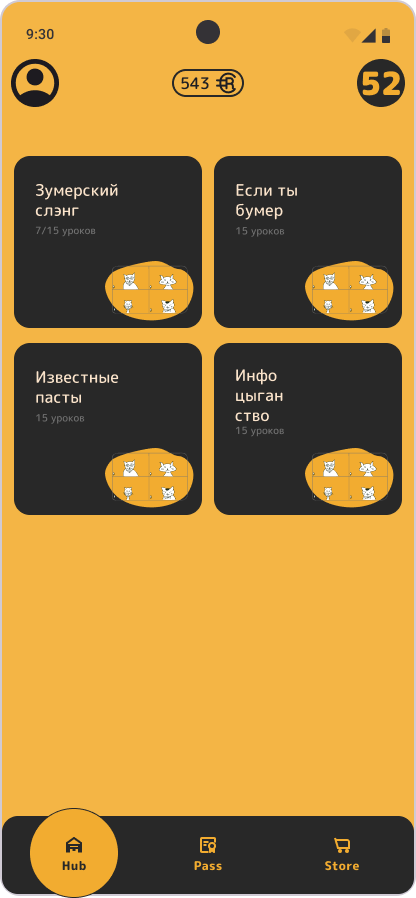 9:30
543 R
52
Зумерский
слэнг
7/15 уроков
Если ты
бумер
15 уроков
Известные
пасты
15 уроков
Инфо
цыган
ство
15 уроков
Hub
Pass
Store